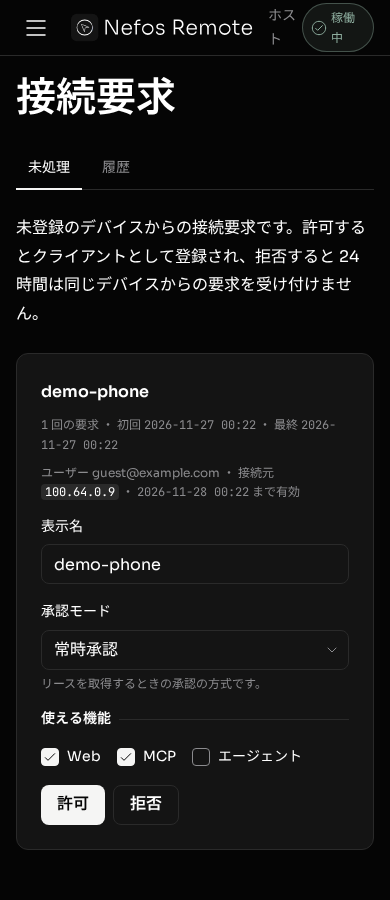 Nefos Remote
ホス
ト
稼働
中
接続要求
未処理 履歴
未登録のデバイスからの接続要求です。許可する
とクライアントとして登録され、拒否すると 24
時間は同じデバイスからの要求を受け付けませ
ん。
demo-phone
1 回の要求 ・ 初回 2026-11-27 00:22 ・ 最終 2026-
11-27 00:22
ユーザー guest@example.com ・ 接続元
100.64.0.9 ・ 2026-11-28 00:22 まで有効
表示名
demo-phone
承認モード
常時承認
リースを取得するときの承認の方式です。
使える機能
Web MCP エージェント
許可 拒否